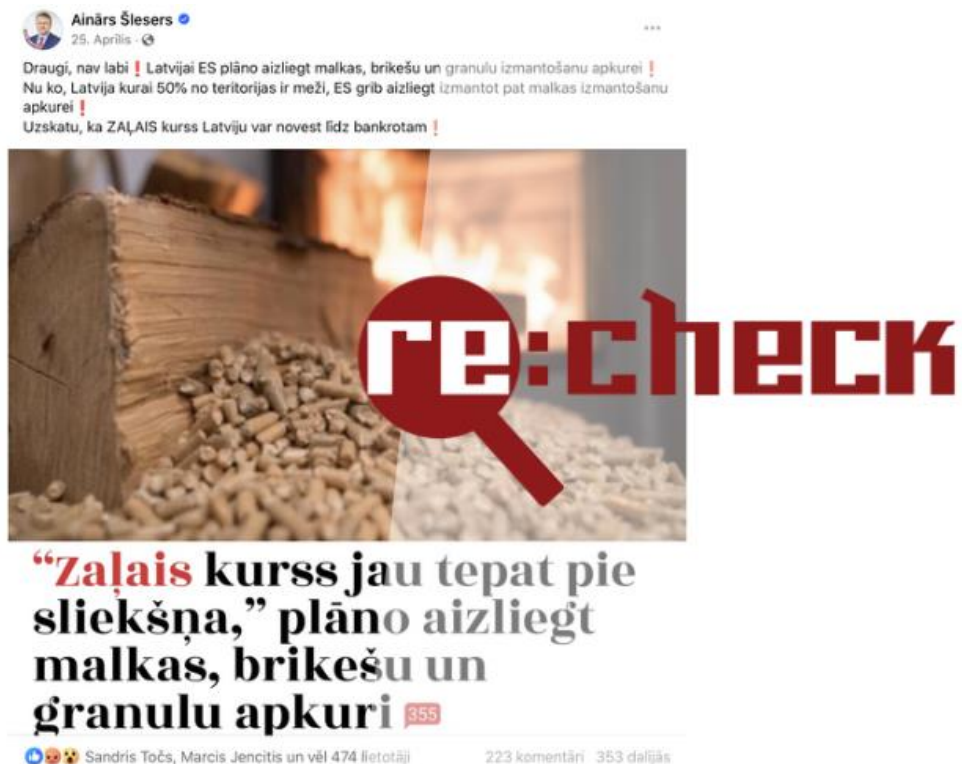 Ainārs Šlesers
25. Aprīlis
Draugi, nav labi❗ Latvijai ES plāno aizliegt malkas, brikešu un granulu izmantošanu apkurei❗
Nu ko, Latvija kurai 50% no teritorijas ir meži, ES grib aizliegt izmantot pat malkas izmantošanu
apkurei❗
Uzskatu, ka ZAĻAIS kurss Latviju var novest līdz bankrotam❗
re:check
“Zaļais kurss jau tepat pie
sliekšņa,” plāno aizliegt
malkas, brikešu un
granulu apkuri 355
Sandris Točs, Marcis Jencitis un vēl 474 lietotāji 223 komentāri 353 dalījās